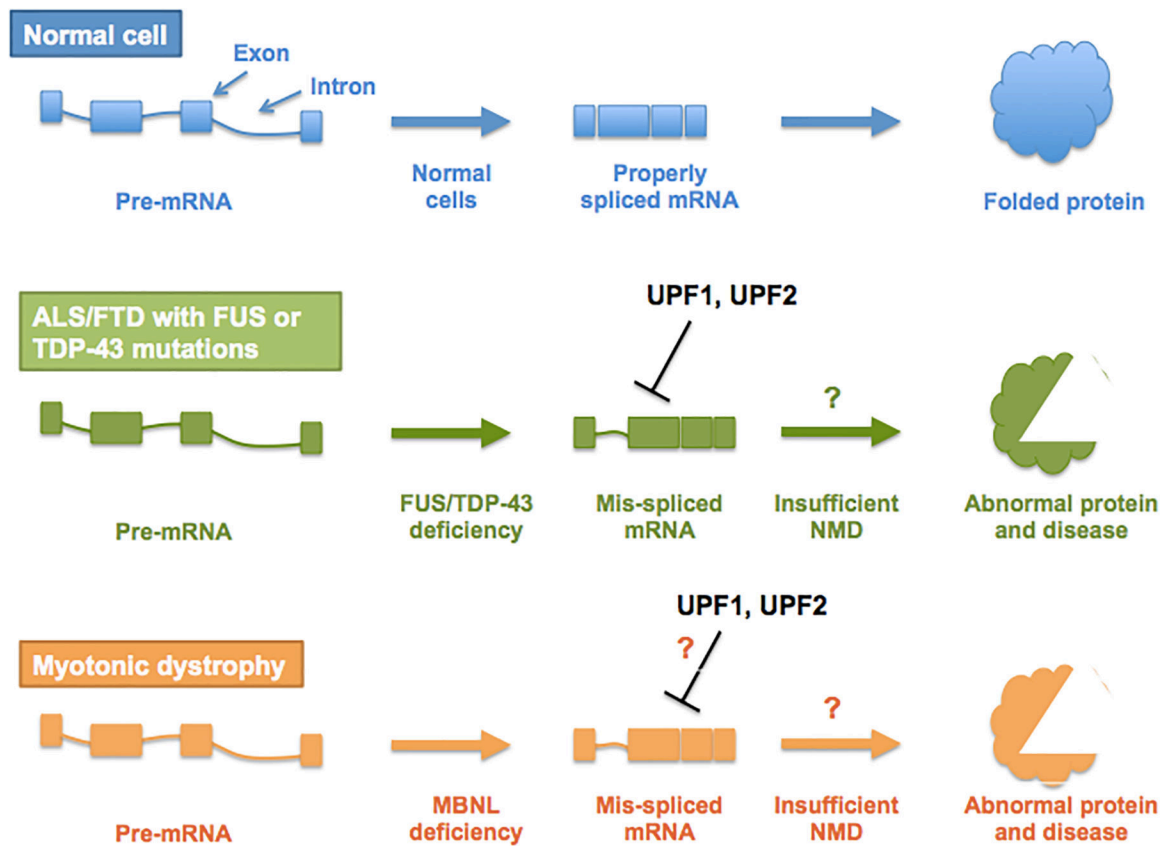 Normal cell
Exon
Intron
Pre-mRNA
Normal
cells
Properly
spliced mRNA
Folded protein
ALS/FTD with FUS or
TDP-43 mutations
UPF1, UPF2
?
Pre-mRNA
FUS/TDP-43
deficiency
Mis-spliced
mRNA
Insufficient
NMD
Abnormal protein
and disease
Myotonic dystrophy
UPF1, UPF2
?
?
Pre-mRNA
MBNL
deficiency
Mis-spliced
mRNA
Insufficient
NMD
Abnormal protein
and disease